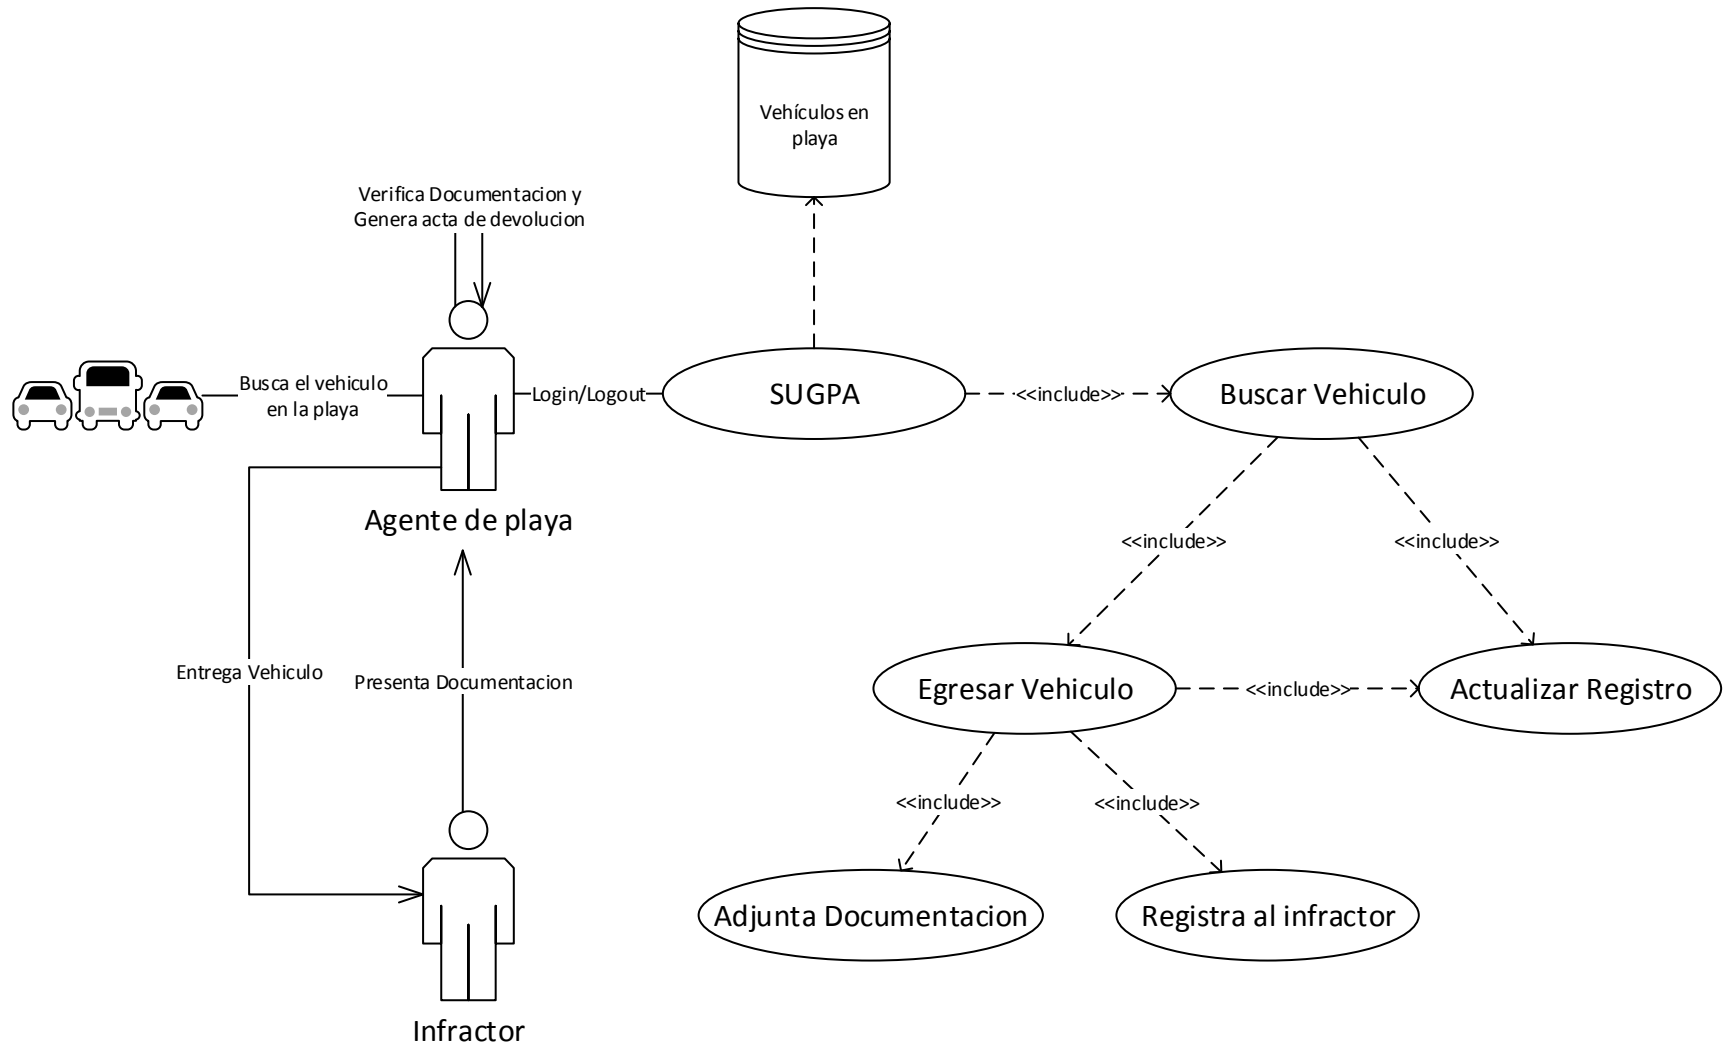 Vehículos en
playa
Verifica Documentacion y
Genera acta de devolucion
Busca el vehiculo
en la playa
Login/Logout
SUGPA
<<include>>
Buscar Vehiculo
Agente de playa
<<include>>
<<include>>
Entrega Vehiculo
Presenta Documentacion
Egresar Vehiculo
<<include>>
Actualizar Registro
<<include>>
<<include>>
Adjunta Documentacion
Registra al infractor
Infractor